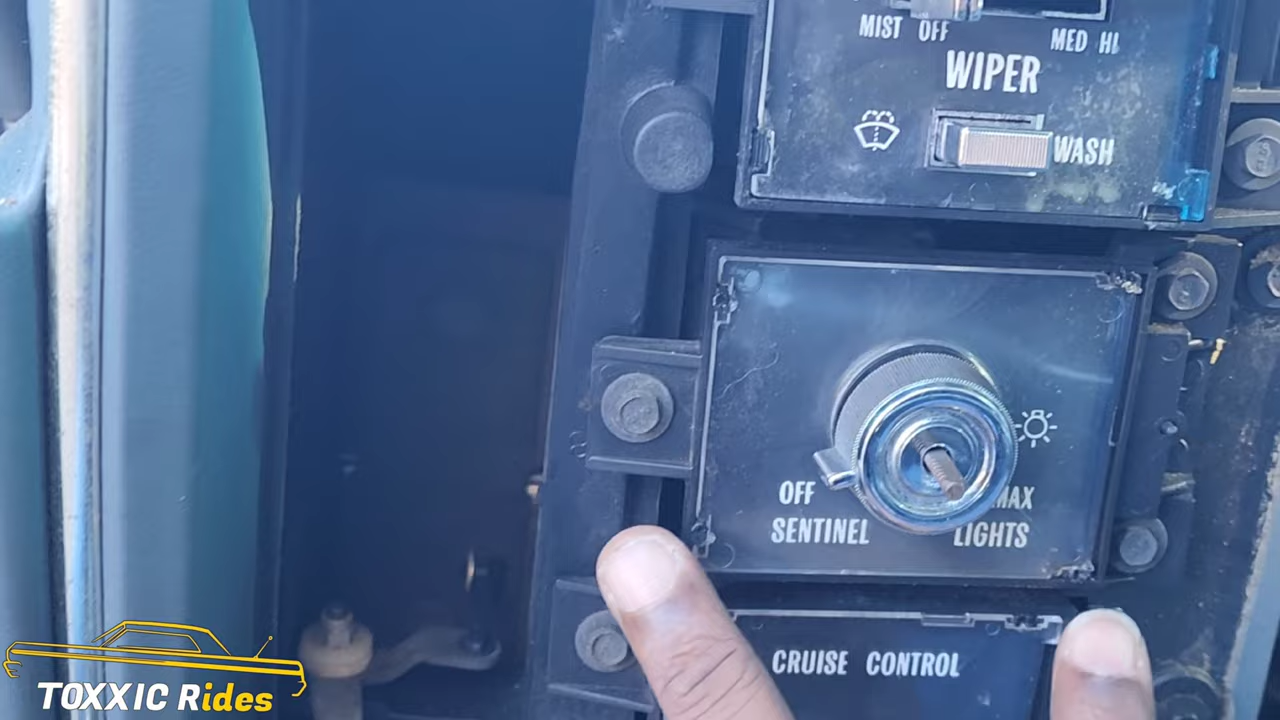 MIST OFF MED HI
WIPER
WASH
OFF MAX
SENTINEL LIGHTS
CRUISE CONTROL
TOXXIC Rides